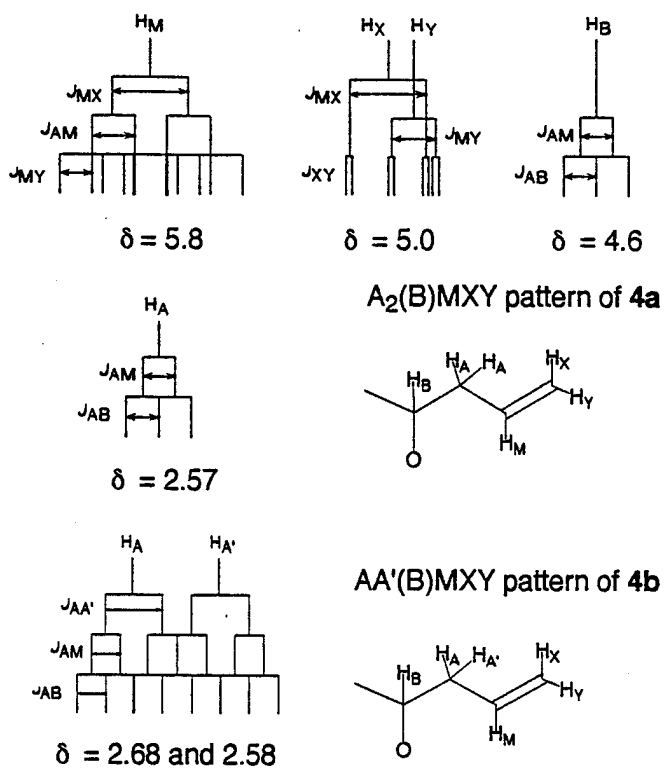 H_M H_X H_Y H_B
J_MX J_MX
J_AM J_MY J_AM
J_MY J_XY J_AB
δ = 5.8 δ = 5.0 δ = 4.6
A₂(B)MXY pattern of 4a
H_A
J_AM
J_AB
δ = 2.57
H_B H_A H_A H_X
H_Y
H_M
O
H_A H_A'
J_AA'
J_AM
J_AB
δ = 2.68 and 2.58
AA'(B)MXY pattern of 4b
H_B H_A H_A' H_X
H_Y
H_M
O